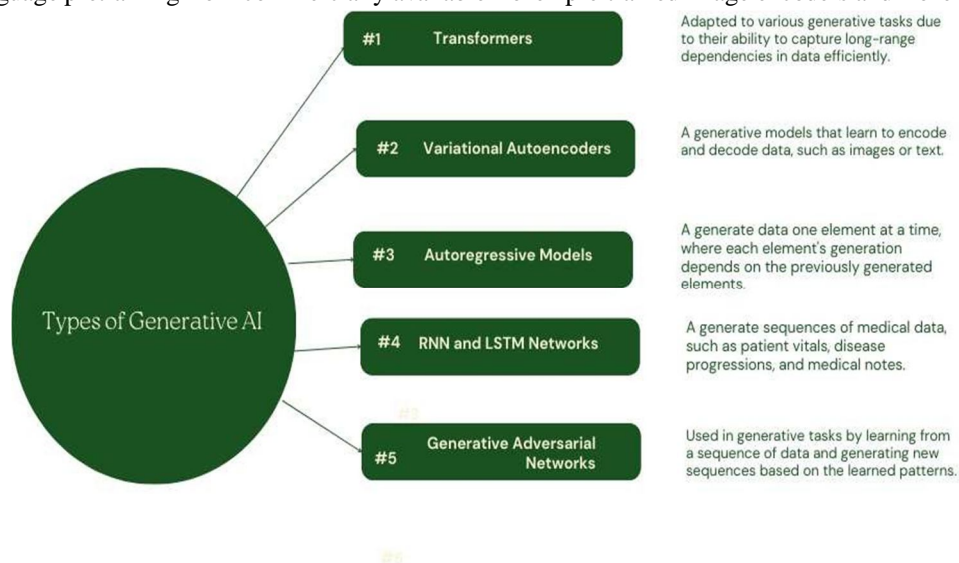 #1 Transformers
Adapted to various generative tasks due
to their ability to capture long-range
dependencies in data efficiently.
#2 Variational Autoencoders
A generative models that learn to encode
and decode data, such as images or text.
#3 Autoregressive Models
A generate data one element at a time,
where each element's generation
depends on the previously generated
elements.
Types of Generative AI
#4 RNN and LSTM Networks
A generate sequences of medical data,
such as patient vitals, disease
progressions, and medical notes.
#5 Generative Adversarial
Networks
Used in generative tasks by learning from
a sequence of data and generating new
sequences based on the learned patterns.